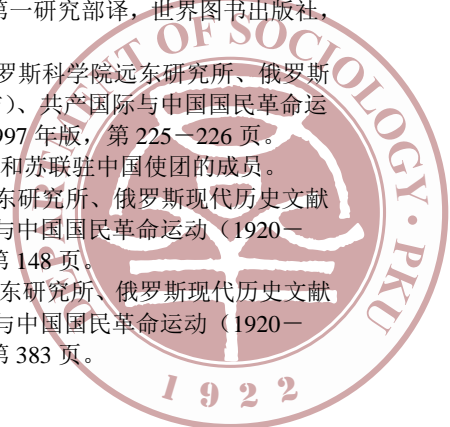 第一研究部译，世界图书出版社，
罗斯科学院远东研究所、俄罗斯
）、共产国际与中国国民革命运
997 年版，第 225－226 页。
和苏联驻中国使团的成员。
东研究所、俄罗斯现代历史文献
与中国国民革命运动（1920－
第 148 页。
东研究所、俄罗斯现代历史文献
与中国国民革命运动（1920－
第 383 页。
DEPARTMENT OF SOCIOLOGY · PKU
1922